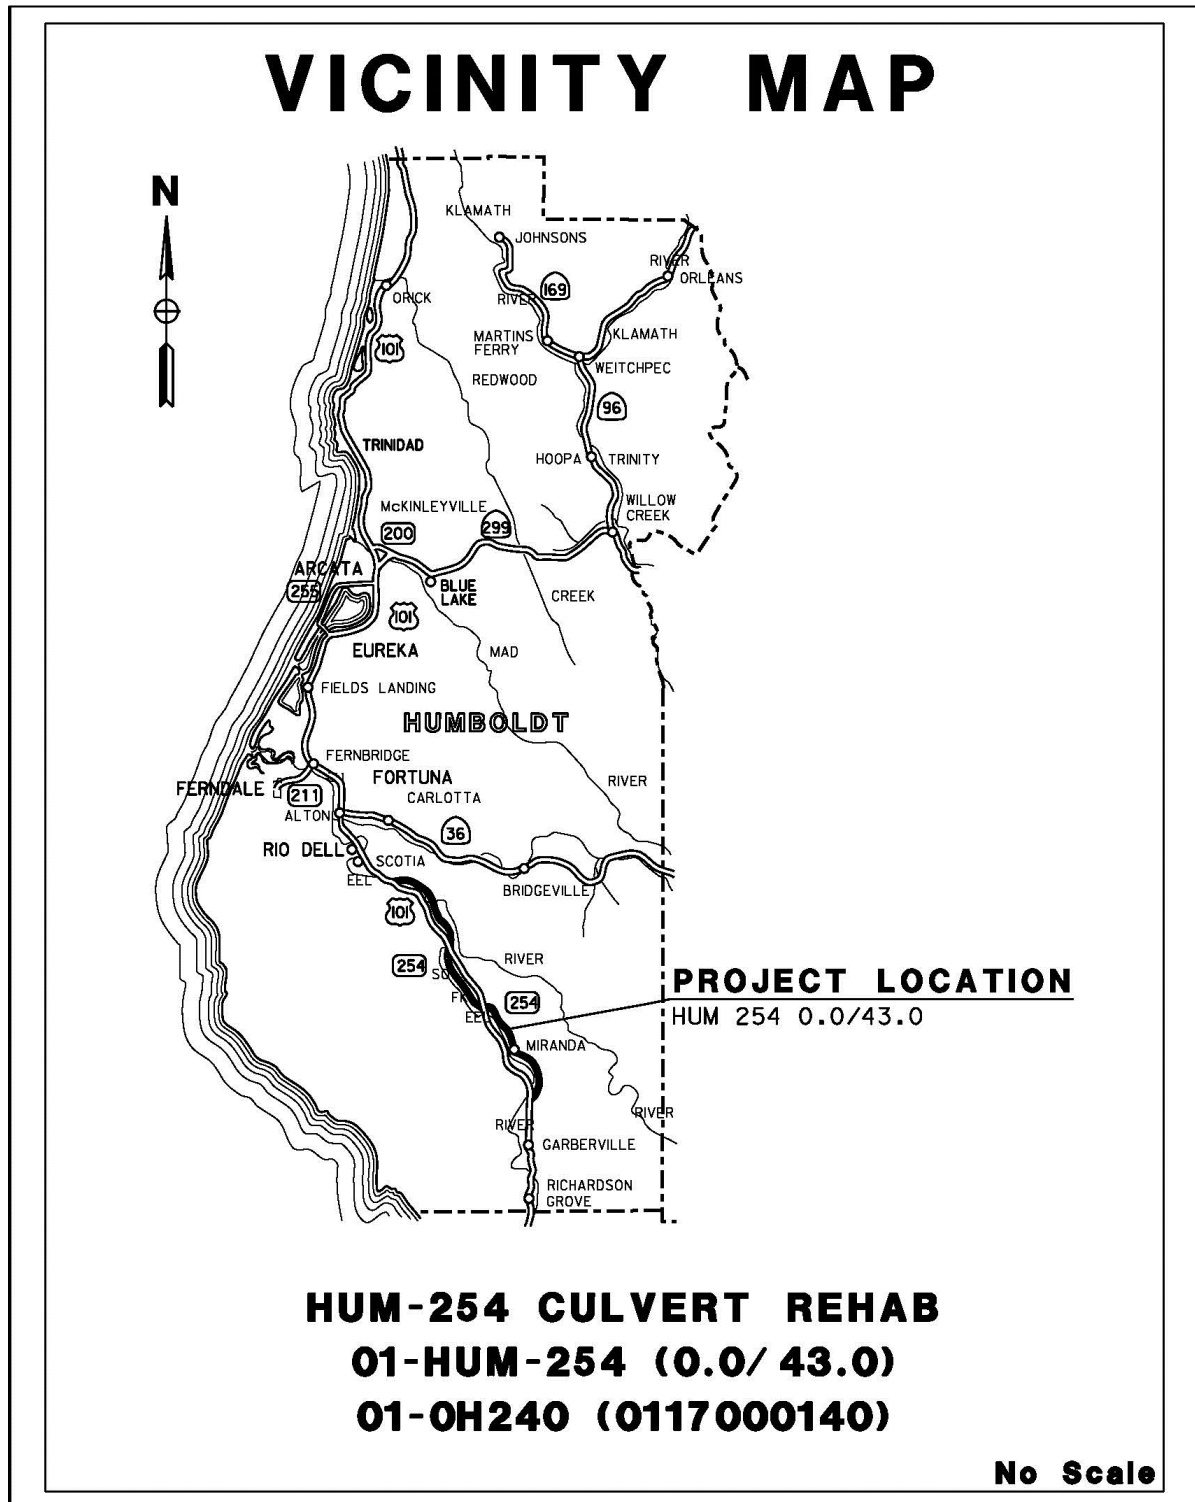 VICINITY MAP
N
KLAMATH
JOHNSONS
RIVER
ORLEANS
169
RIVER
ORICK
KLAMATH
MARTINS
FERRY
101
WEITCHPEC
REDWOOD
96
TRINIDAD
HOOPA
TRINITY
McKINLEYVILLE
WILLOW
CREEK
200
299
ARCATA
255
BLUE
LAKE
CREEK
101
EUREKA
MAD
FIELDS LANDING
HUMBOLDT
FERNBRIDGE
FORTUNA
RIVER
FERNDALE
211
CARLOTTA
ALTON
36
RIO DELL
SCOTIA
EEL
BRIDGEVILLE
101
RIVER
254
SO
PROJECT LOCATION
FK
254
HUM 254 0.0/43.0
EEL
MIRANDA
RIVER
RIVER
GARBERVILLE
RICHARDSON
GROVE
HUM-254 CULVERT REHAB
01-HUM-254 (0.0/43.0)
01-0H240 (0117000140)
No Scale